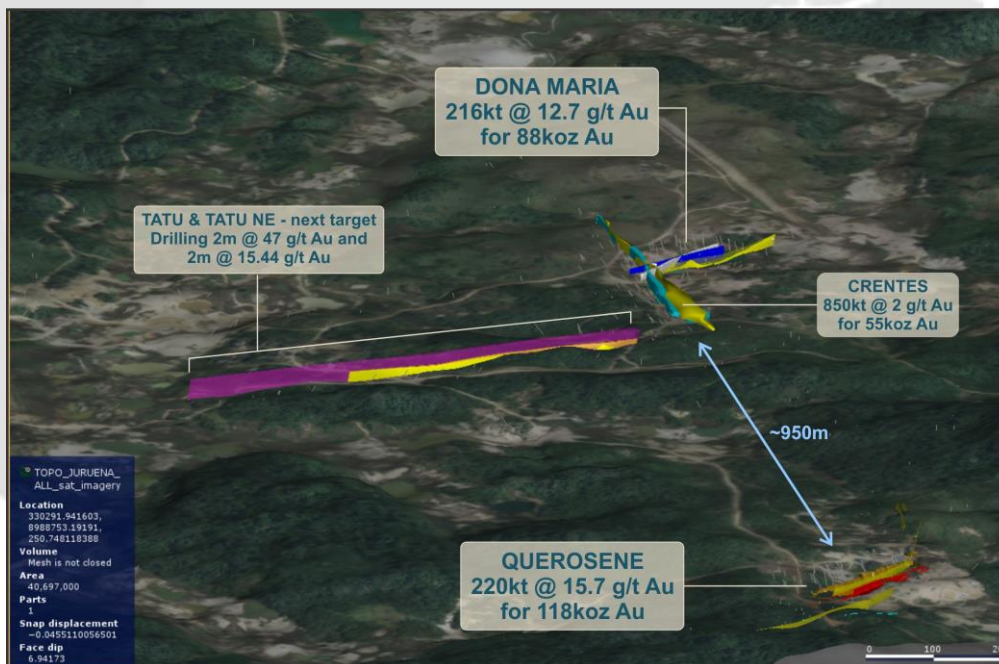 DONA MARIA
216kt @ 12.7 g/t Au
for 88koz Au
TATU & TATU NE - next target
Drilling 2m @ 47 g/t Au and
2m @ 15.44 g/t Au
CRENTES
850kt @ 2 g/t Au
for 55koz Au
~950m
TOPO_JURUENA_
ALL_sat_imagery
Location
330291.941603,
8988753.19191,
250.748118388
Volume
Mesh is not closed
Area
40,697,000
Parts
1
Snap displacement
−0.0455110056501
Face dip
6.94173
QUEROSENE
220kt @ 15.7 g/t Au
for 118koz Au
0 100